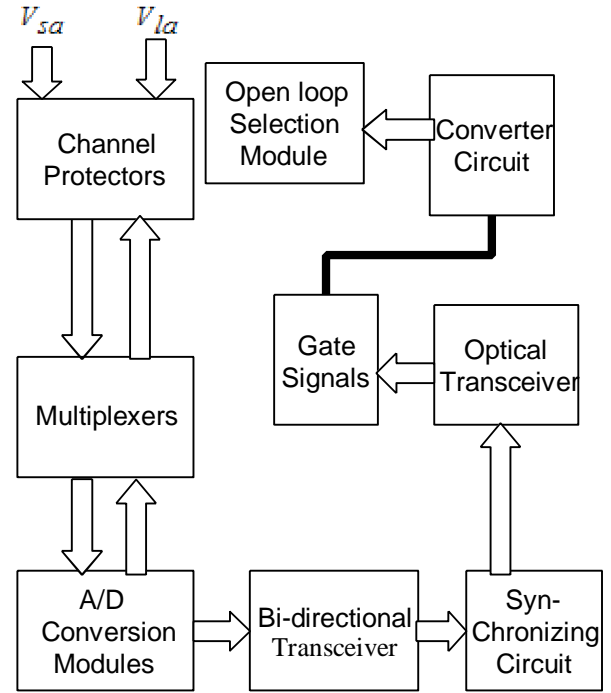 V_sa V_la
Channel
Protectors
Open loop
Selection
Module
Converter
Circuit
Gate
Signals
Optical
Transceiver
Multiplexers
A/D
Conversion
Modules
Bi-directional
Transceiver
Syn-
Chronizing
Circuit